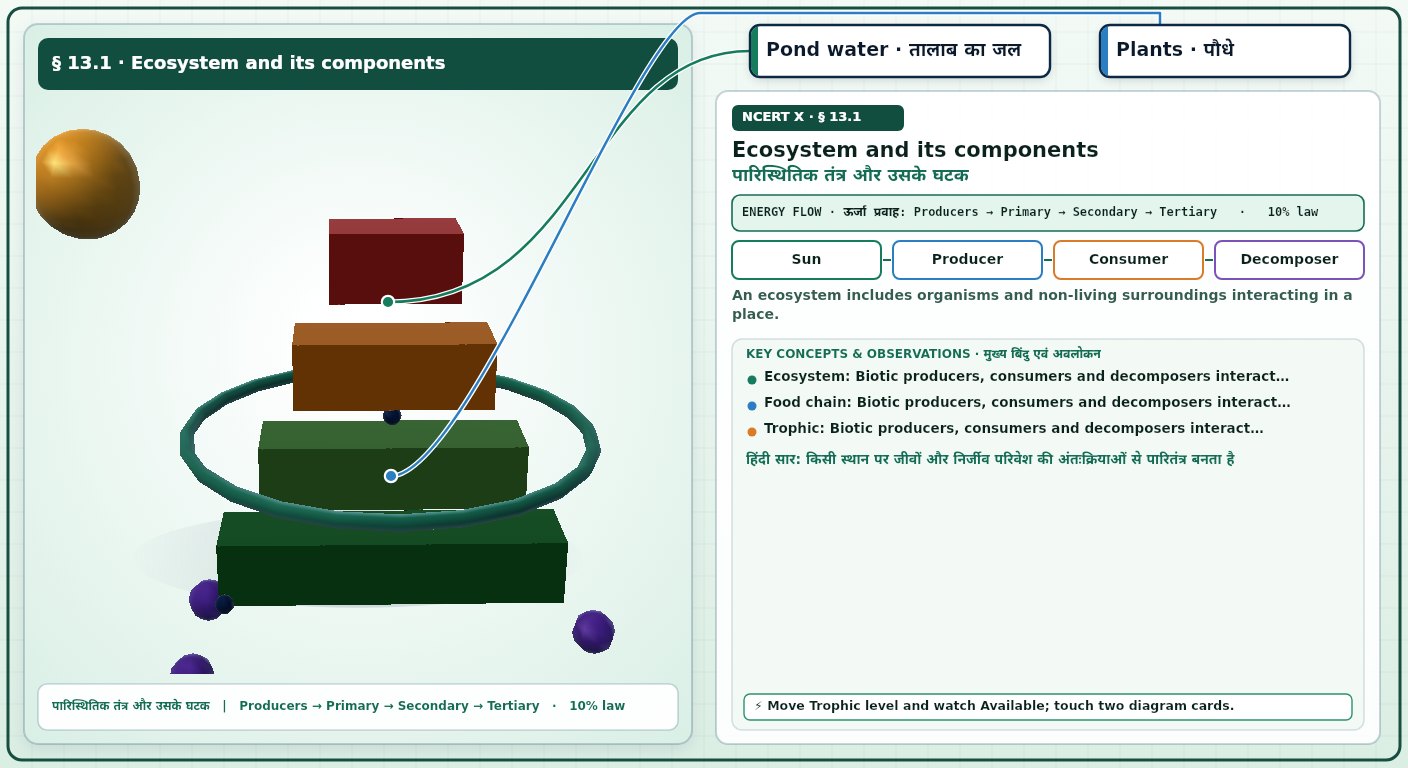 § 13.1 · Ecosystem and its components
Pond water · तालाब का जल
Plants · पौधे
NCERT X · § 13.1
Ecosystem and its components
पारिस्थितिक तंत्र और उसके घटक
ENERGY FLOW · ऊर्जा प्रवाह: Producers → Primary → Secondary → Tertiary · 10% law
Sun
Producer
Consumer
Decomposer
An ecosystem includes organisms and non-living surroundings interacting in a
place.
KEY CONCEPTS & OBSERVATIONS · मुख्य बिंदु एवं अवलोकन
Ecosystem: Biotic producers, consumers and decomposers interact...
Food chain: Biotic producers, consumers and decomposers interact...
Trophic: Biotic producers, consumers and decomposers interact...
हिंदी सार: किसी स्थान पर जीवों और निर्जीव परिवेश की अंतःक्रियाओं से पारितंत्र बनता है
⚡ Move Trophic level and watch Available; touch two diagram cards.
पारिस्थितिक तंत्र और उसके घटक | Producers → Primary → Secondary → Tertiary · 10% law